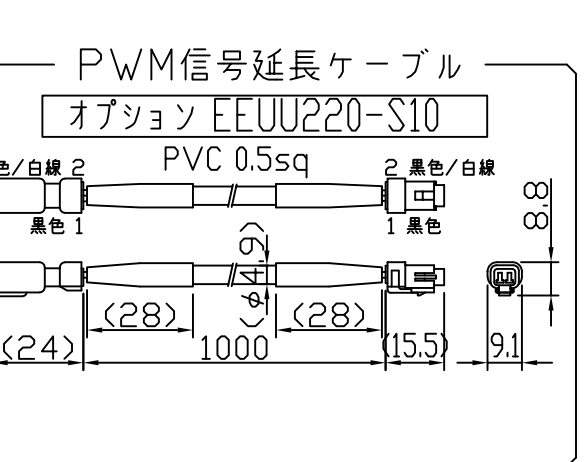 PWM信号延長ケーブル
オプション EEUU220-S10
PVC 0.5sq
色/白線 2
2 黒色/白線
黒色 1
1 黒色
8.8
(φ4.9)
(28)
(28)
(24)
1000
(15.5)
9.1